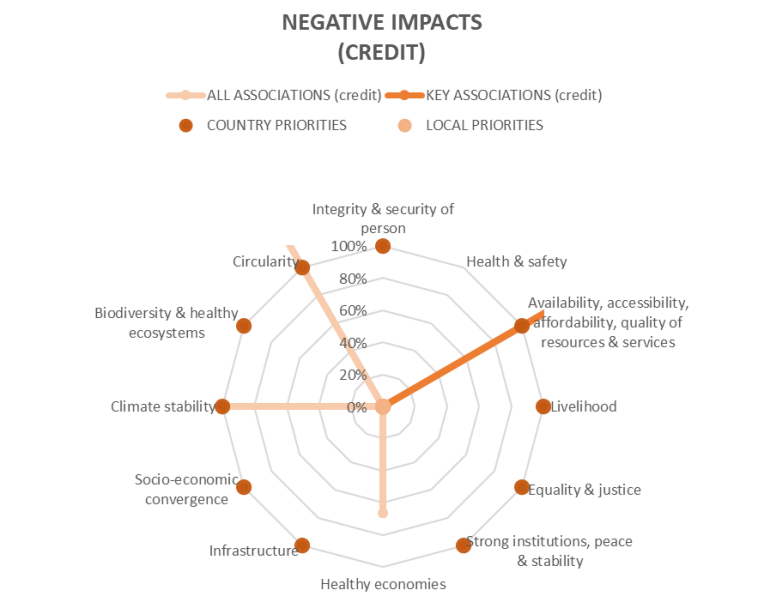 NEGATIVE IMPACTS
(CREDIT)
ALL ASSOCIATIONS (credit)
KEY ASSOCIATIONS (credit)
COUNTRY PRIORITIES
LOCAL PRIORITIES
Integrity & security of
person
100%
80%
60%
40%
20%
0%
Health & safety
Availability, accessibility,
affordability, quality of
resources & services
Livelihood
Equality & justice
Strong institutions, peace
& stability
Healthy economies
Infrastructure
Socio-economic
convergence
Climate stability
Biodiversity & healthy
ecosystems
Circularity